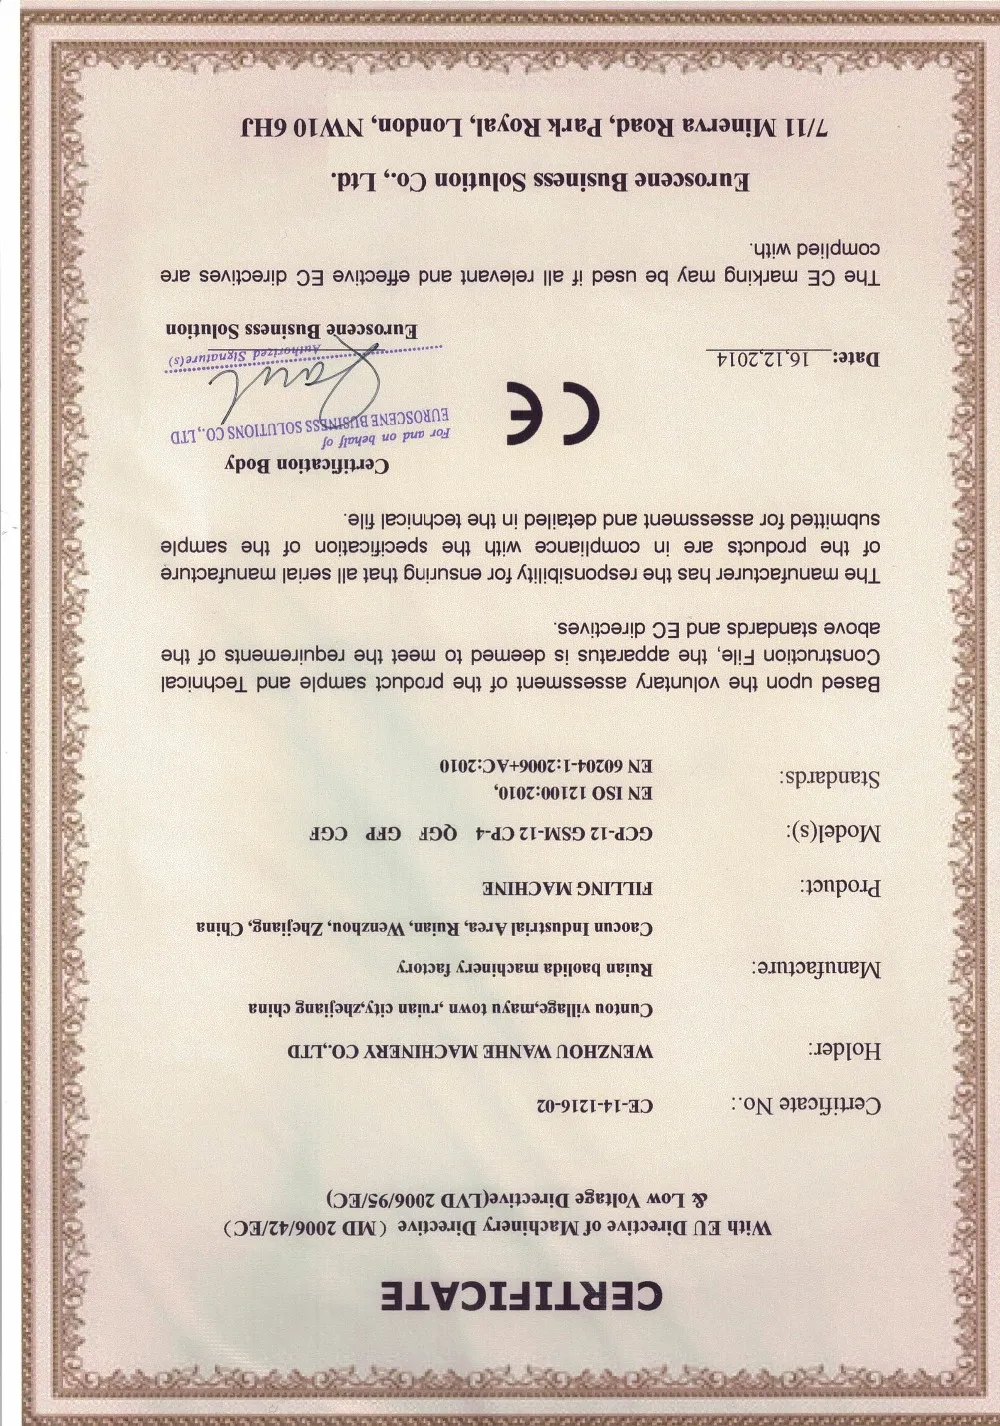 CERTIFICATE
With EU Directive of Machinery Directive (MD 2006/42/EC)
& Low Voltage Directive(LVD 2006/95/EC)
Certificate No.: CE-14-1216-02
Holder: WENZHOU WANHE MACHINERY CO.,LTD
Cuntou village,mayu town ,ruian city,zhejiang china
Manufacture: Ruian baolida machinery factory
Caocun Industrial Area, Ruian, Wenzhou, Zhejiang, China
Product: FILLING MACHINE
Model(s): GCP-12 GSM-12 CP-4 QGF GFP CGF
Standards: EN ISO 12100:2010,
EN 60204-1:2006+AC:2010
Based upon the voluntary assessment of the product sample and Technical
Construction File, the apparatus is deemed to meet the requirements of the
above standards and EC directives.
The manufacturer has the responsibility for ensuring that all serial manufacture
of the products are in compliance with the specification of the sample
submitted for assessment and detailed in the technical file.
Certification Body
For and on behalf of
EUROSCENE BUSINESS SOLUTIONS CO.,LTD
CE
Date: 16,12,2014
Authorized Signature(s)
Euroscene Business Solution
The CE marking may be used if all relevant and effective EC directives are
complied with.
Euroscene Business Solution Co., Ltd.
7/11 Minerva Road, Park Royal, London, NW10 6HJ